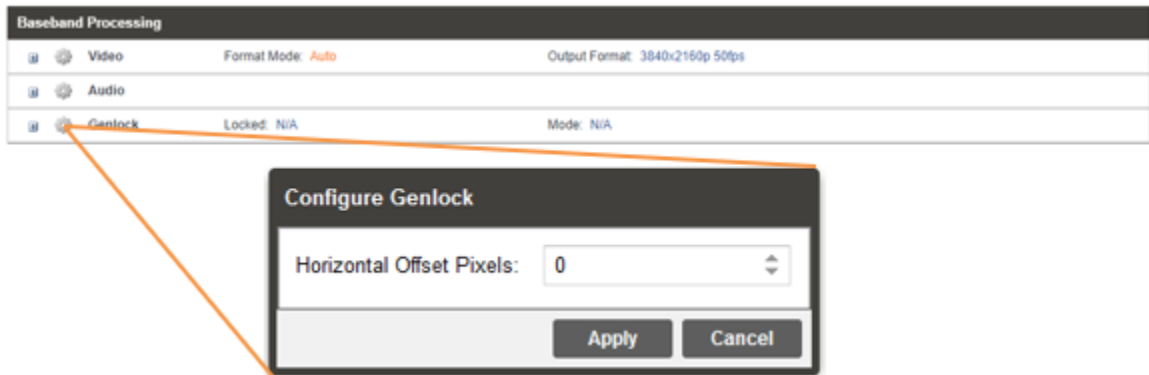 Baseband Processing
Video Format Mode: Auto Output Format: 3840x2160p 50fps
Audio
Genlock Locked: N/A Mode: N/A
Configure Genlock
Horizontal Offset Pixels: 0
Apply Cancel